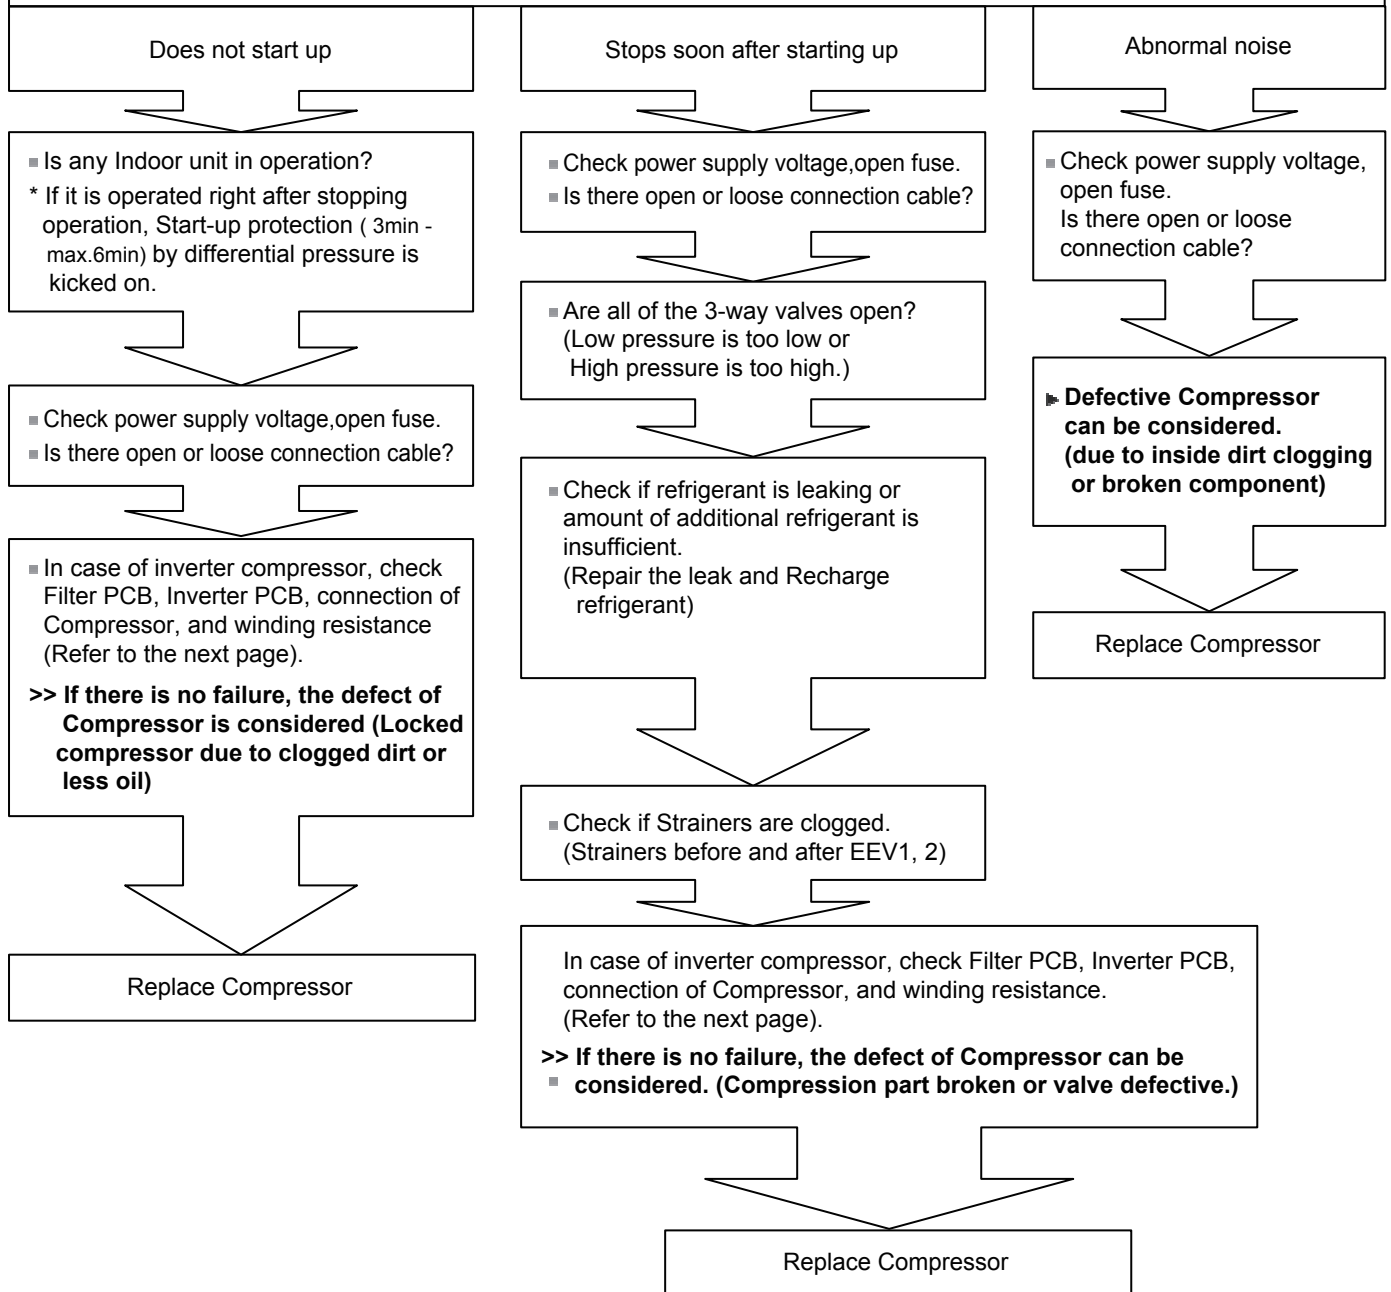 Does not start up
Is any Indoor unit in operation?
* If it is operated right after stopping
operation, Start-up protection ( 3min -
max.6min) by differential pressure is
kicked on.
Check power supply voltage,open fuse.
Is there open or loose connection cable?
In case of inverter compressor, check
Filter PCB, Inverter PCB, connection of
Compressor, and winding resistance
(Refer to the next page).
>> If there is no failure, the defect of
Compressor is considered (Locked
compressor due to clogged dirt or
less oil)
Replace Compressor
Stops soon after starting up
Check power supply voltage,open fuse.
Is there open or loose connection cable?
Are all of the 3-way valves open?
(Low pressure is too low or
High pressure is too high.)
Check if refrigerant is leaking or
amount of additional refrigerant is
insufficient.
(Repair the leak and Recharge
refrigerant)
Check if Strainers are clogged.
(Strainers before and after EEV1, 2)
In case of inverter compressor, check Filter PCB, Inverter PCB,
connection of Compressor, and winding resistance.
(Refer to the next page).
>> If there is no failure, the defect of Compressor can be
considered. (Compression part broken or valve defective.)
Replace Compressor
Abnormal noise
Check power supply voltage,
open fuse.
Is there open or loose
connection cable?
Defective Compressor
can be considered.
(due to inside dirt clogging
or broken component)
Replace Compressor